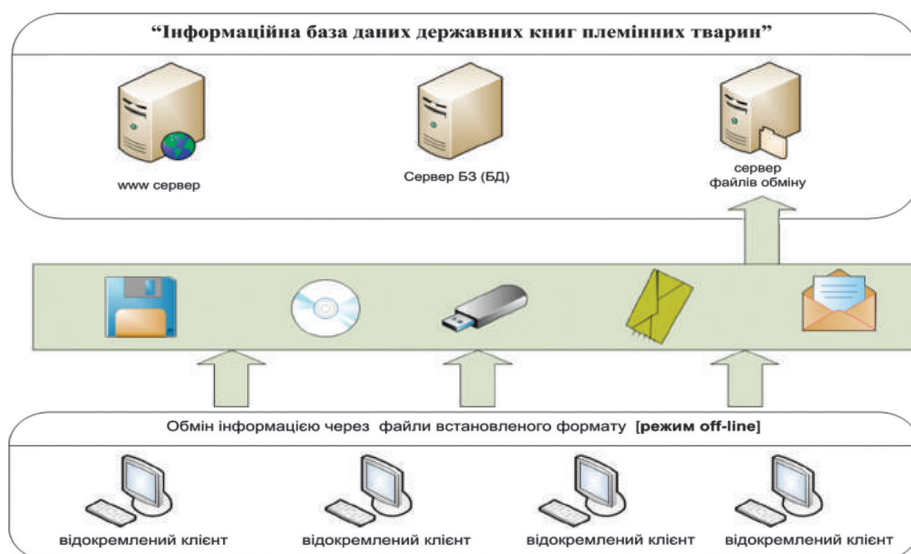 “Інформаційна база даних державних книг племінних тварин”
www сервер
Сервер БЗ (БД)
сервер
файлів обміну
Обмін інформацією через файли встановленого формату [режим off-line]
відокремлений клієнт
відокремлений клієнт
відокремлений клієнт
відокремлений клієнт